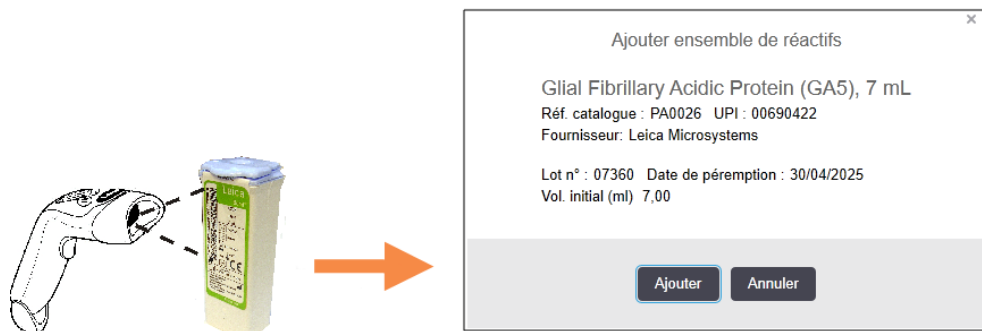 Leica
×
Ajouter ensemble de réactifs
Glial Fibrillary Acidic Protein (GA5), 7 mL
Réf. catalogue : PA0026 UPI : 00690422
Fournisseur: Leica Microsystems
Lot n° : 07360 Date de péremption : 30/04/2025
Vol. initial (ml) 7,00
Ajouter Annuler